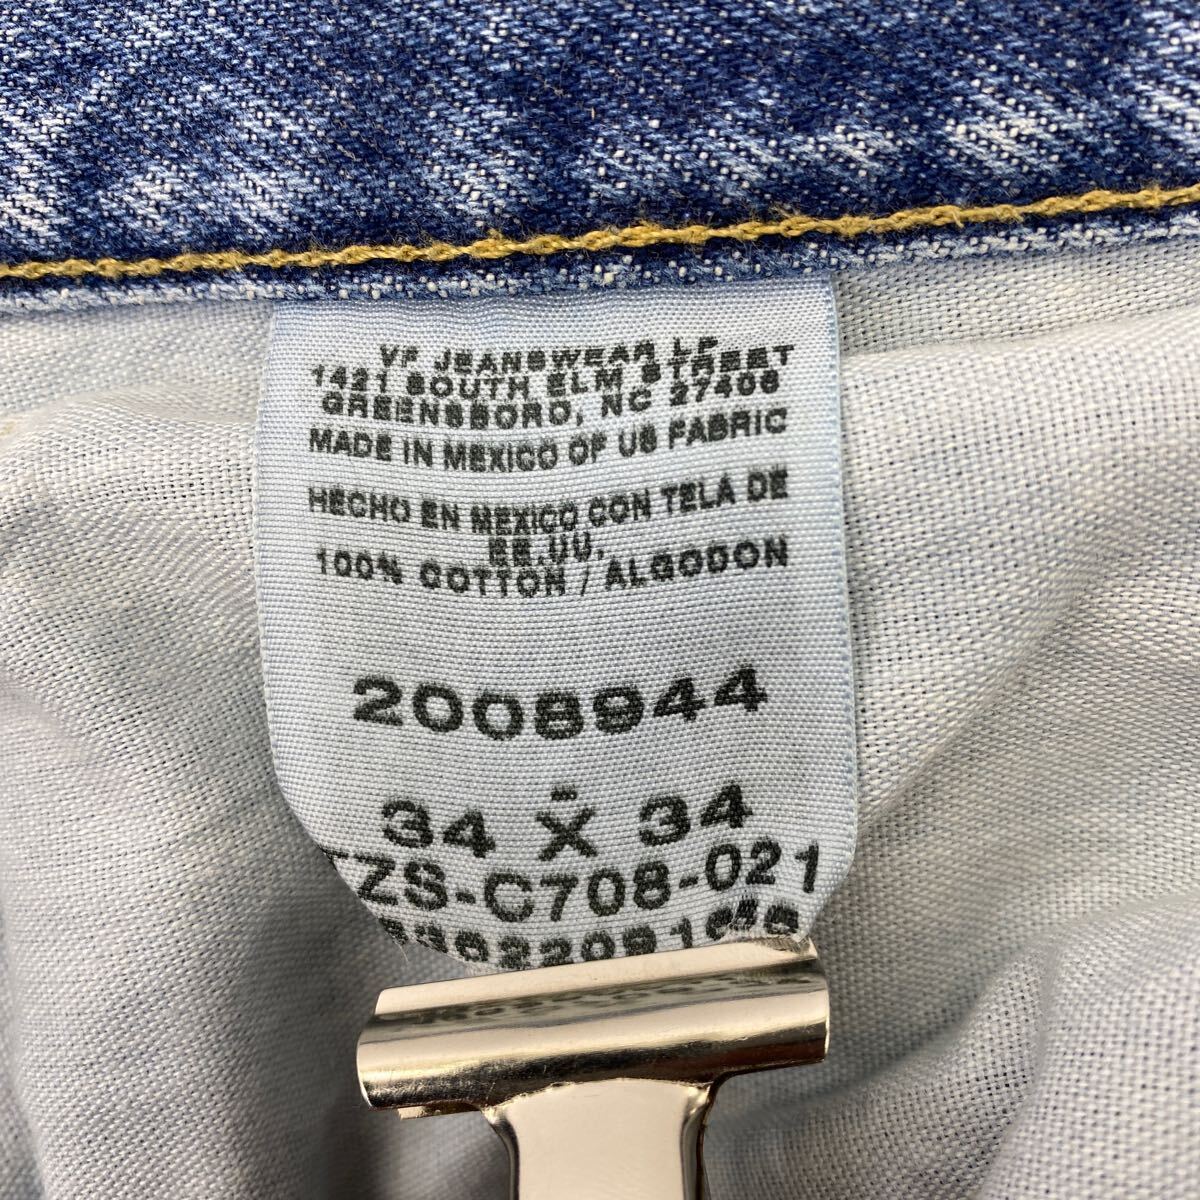 VF JEANSWEAR LP
1421 SOUTH ELM STREET
GREENSBORO, NC 27406
MADE IN MEXICO OF US FABRIC
HECHO EN MEXICO CON TELA DE
EE.UU.
100% COTTON / ALGODON
2008944
34 X 34
ZS-C708-021